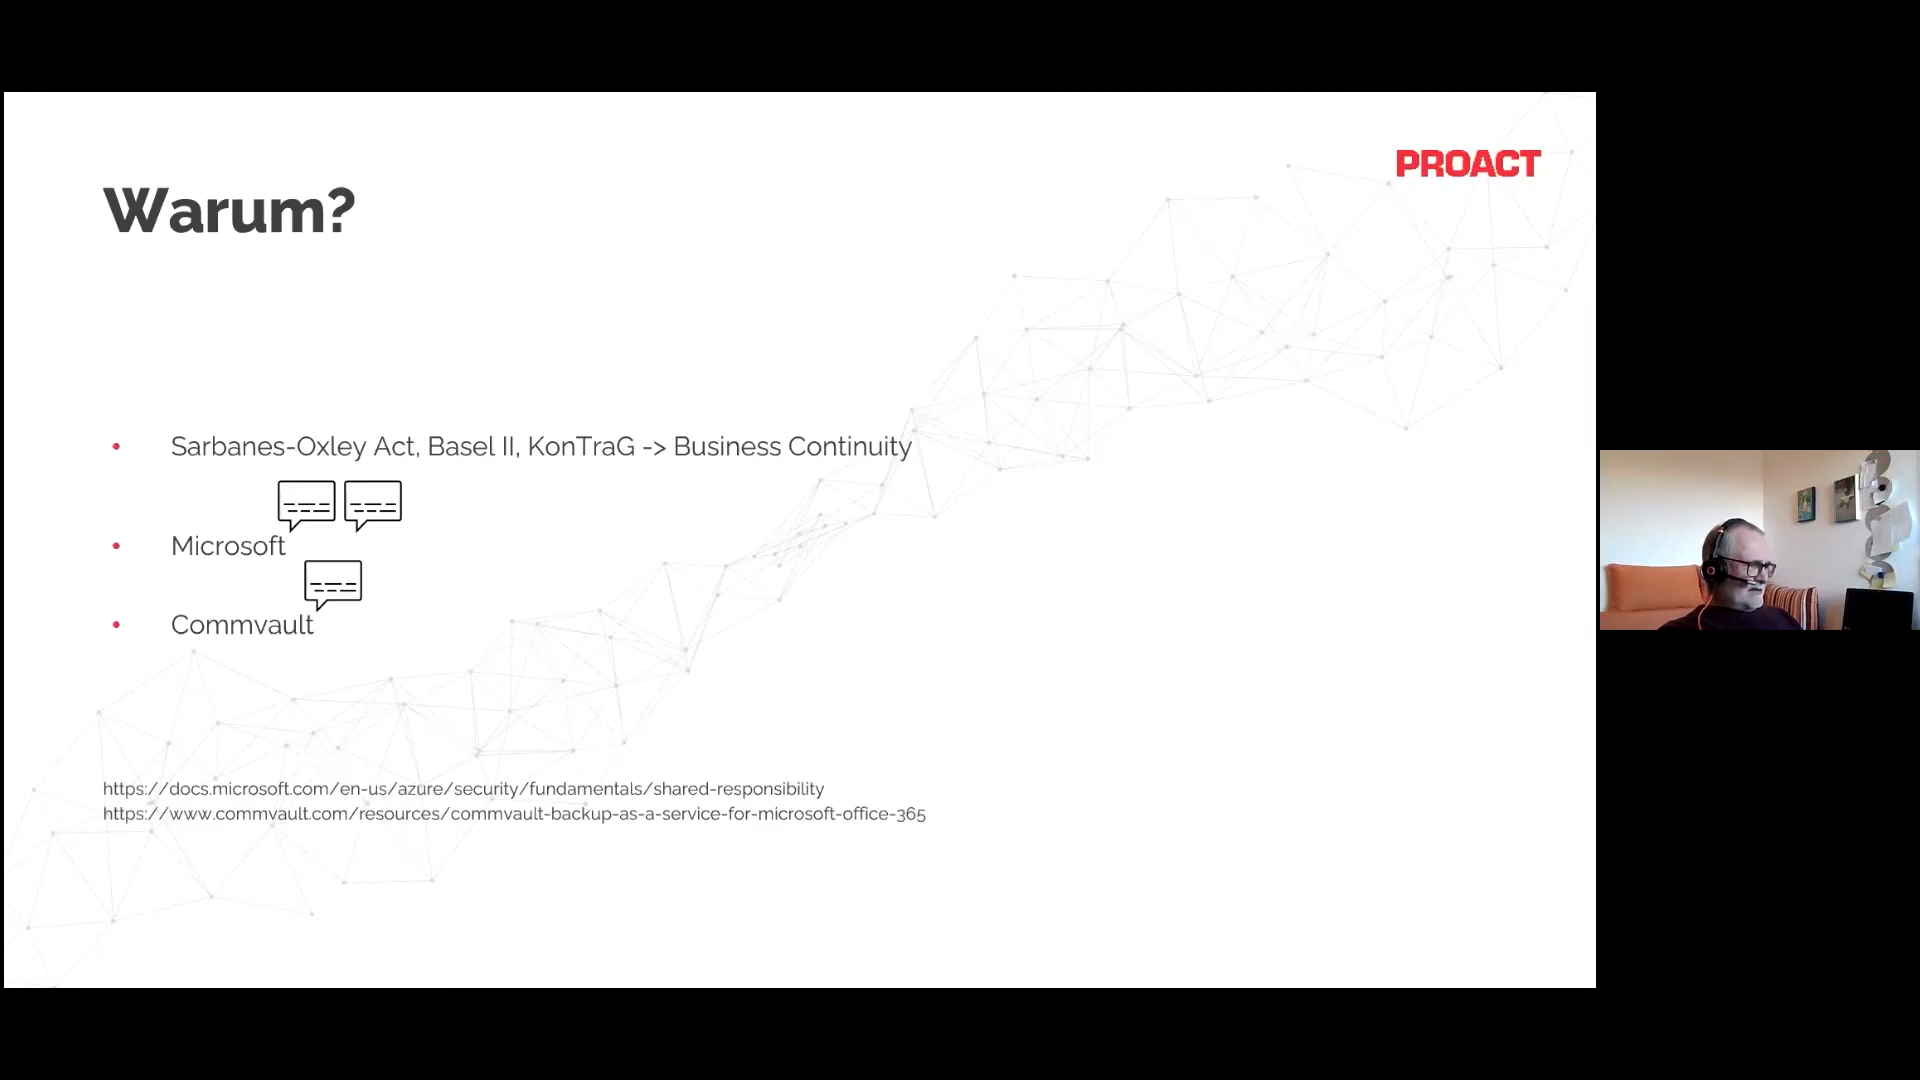 PROACT
Warum?
• Sarbanes-Oxley Act, Basel II, KonTraG -> Business Continuity
• Microsoft
• Commvault
https://docs.microsoft.com/en-us/azure/security/fundamentals/shared-responsibility
https://www.commvault.com/resources/commvault-backup-as-a-service-for-microsoft-office-365